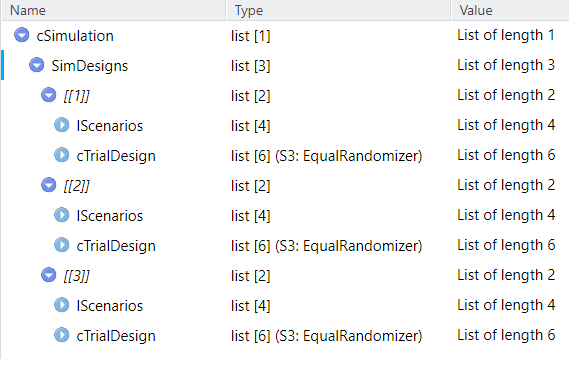 Name Type Value
cSimulation list [1] List of length 1
SimDesigns list [3] List of length 3
[[1]] list [2] List of length 2
lScenarios list [4] List of length 4
cTrialDesign list [6] (S3: EqualRandomizer) List of length 6
[[2]] list [2] List of length 2
lScenarios list [4] List of length 4
cTrialDesign list [6] (S3: EqualRandomizer) List of length 6
[[3]] list [2] List of length 2
lScenarios list [4] List of length 4
cTrialDesign list [6] (S3: EqualRandomizer) List of length 6